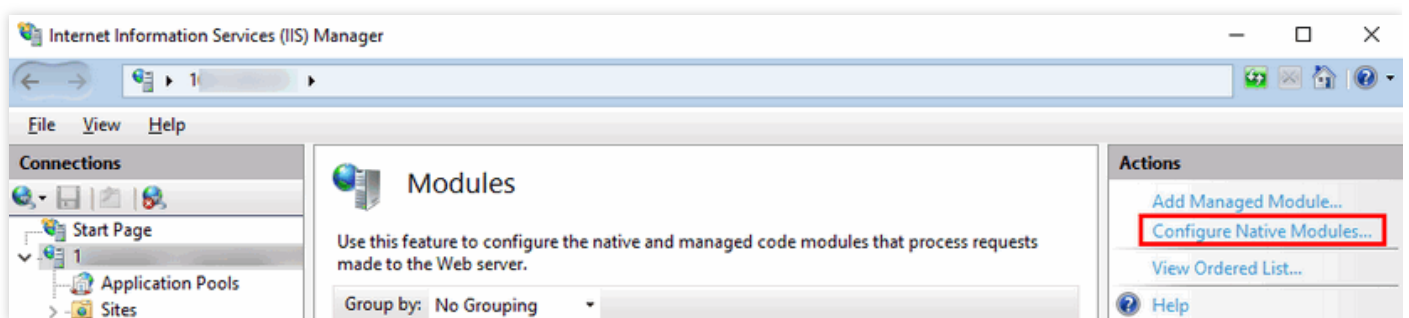 Internet Information Services (IIS) Manager
File View Help
Connections
Start Page
1
Application Pools
Sites
Modules
Use this feature to configure the native and managed code modules that process requests
made to the Web server.
Group by: No Grouping
Actions
Add Managed Module...
Configure Native Modules...
View Ordered List...
Help